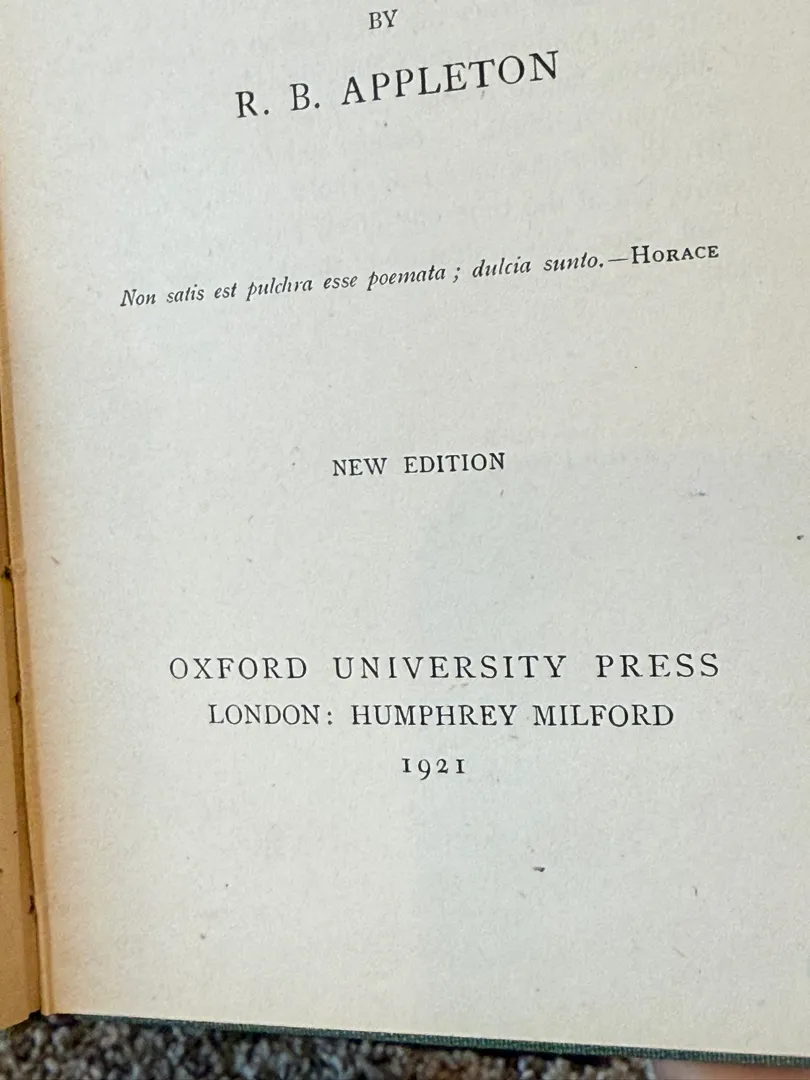 BY
R. B. APPLETON
Non satis est pulchra esse poemata ; dulcia sunto.—HORACE
NEW EDITION
OXFORD UNIVERSITY PRESS
LONDON: HUMPHREY MILFORD
1921